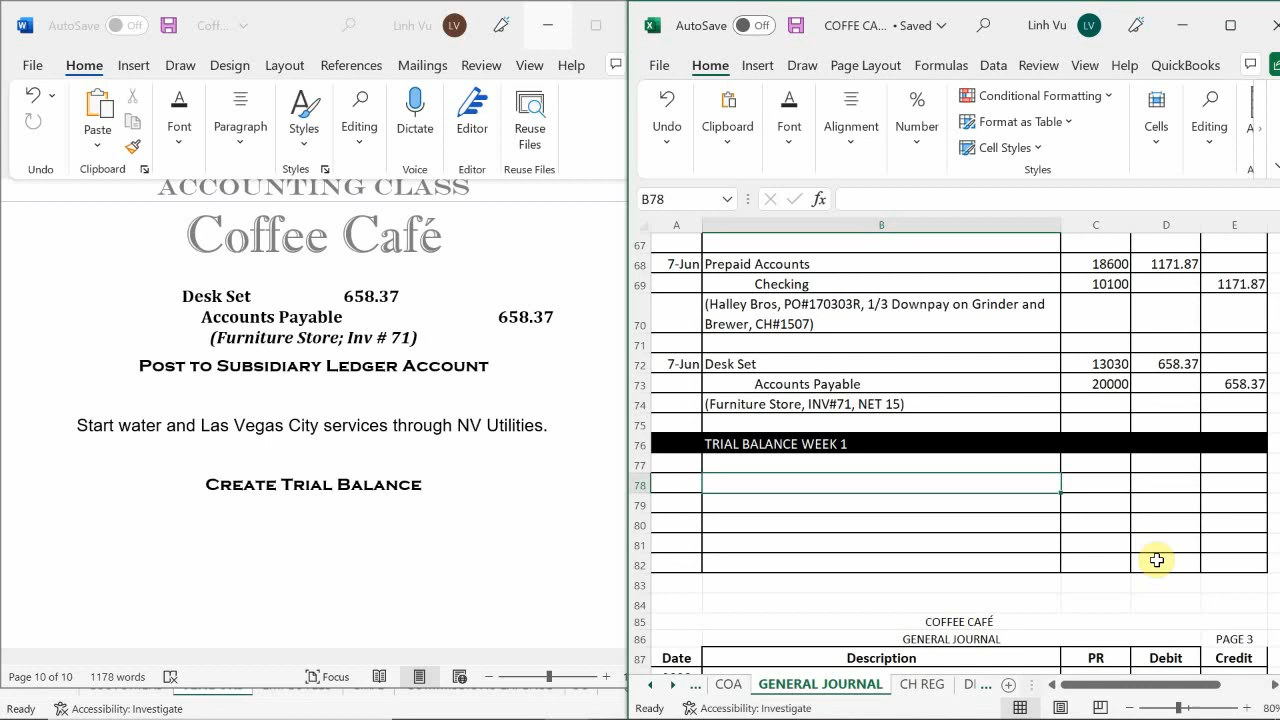 AutoSave Off Coff... Linh Vu LV
File Home Insert Draw Design Layout References Mailings Review View Help
Paste Font Paragraph Styles Editing Dictate Editor Reuse Files
Undo Clipboard Styles Voice Editor Reuse Files
ACCOUNTING CLASS
Coffee Café
Desk Set 658.37
Accounts Payable 658.37
(Furniture Store; Inv # 71)
Post to Subsidiary Ledger Account
Start water and Las Vegas City services through NV Utilities.
Create Trial Balance
Page 10 of 10 1178 words Focus
Ready Accessibility: Investigate
AutoSave Off COFFE CA... • Saved Linh Vu LV
File Home Insert Draw Page Layout Formulas Data Review View Help QuickBooks
Undo Clipboard Font Alignment Number Conditional Formatting Cells Editing
Format as Table
Cell Styles
Styles
B78 fx
A B C D E
67
68 7-Jun Prepaid Accounts 18600 1171.87
69 Checking 10100 1171.87
(Halley Bros, PO#170303R, 1/3 Downpay on Grinder and
70 Brewer, CH#1507)
71
72 7-Jun Desk Set 13030 658.37
73 Accounts Payable 20000 658.37
74 (Furniture Store, INV#71, NET 15)
75
76 TRIAL BALANCE WEEK 1
77
78
79
80
81
82
83
84
85 COFFEE CAFÉ
86 GENERAL JOURNAL PAGE 3
87 Date Description PR Debit Credit
... COA GENERAL JOURNAL CH REG DI ...
Ready Accessibility: Investigate 80%